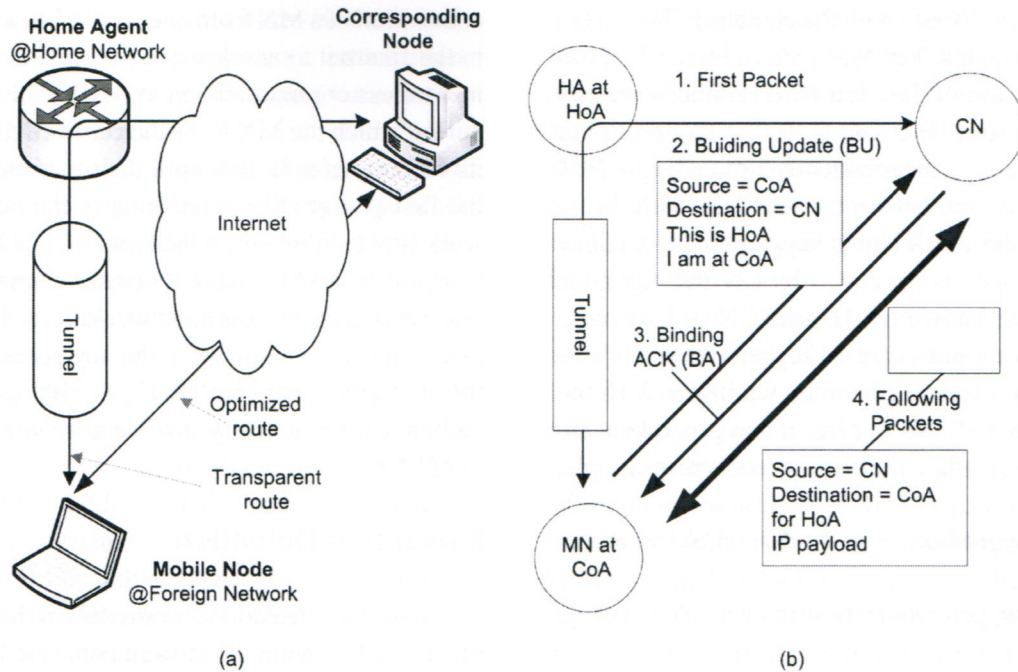 Home Agent
@Home Network
Corresponding
Node
Internet
Tunnel
Optimized
route
Transparent
route
Mobile Node
@Foreign Network
(a)
HA at
HoA
1. First Packet
CN
2. Buiding Update (BU)
Source = CoA
Destination = CN
This is HoA
I am at CoA
Tunnel
3. Binding
ACK (BA)
4. Following
Packets
Source = CN
Destination = CoA
for HoA
IP payload
MN at
CoA
(b)